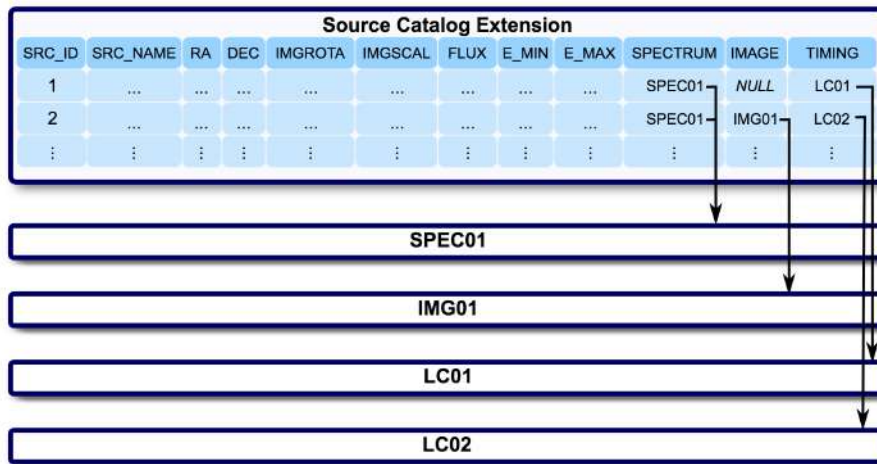 Source Catalog Extension
SRC_ID SRC_NAME RA DEC IMGROTA IMGSCAL FLUX E_MIN E_MAX SPECTRUM IMAGE TIMING
1 ... ... ... ... ... ... ... ... SPEC01 NULL LC01
2 ... ... ... ... ... ... ... ... SPEC01 IMG01 LC02
⋮ ⋮ ⋮ ⋮ ⋮ ⋮ ⋮ ⋮ ⋮ ⋮ ⋮ ⋮
SPEC01
IMG01
LC01
LC02